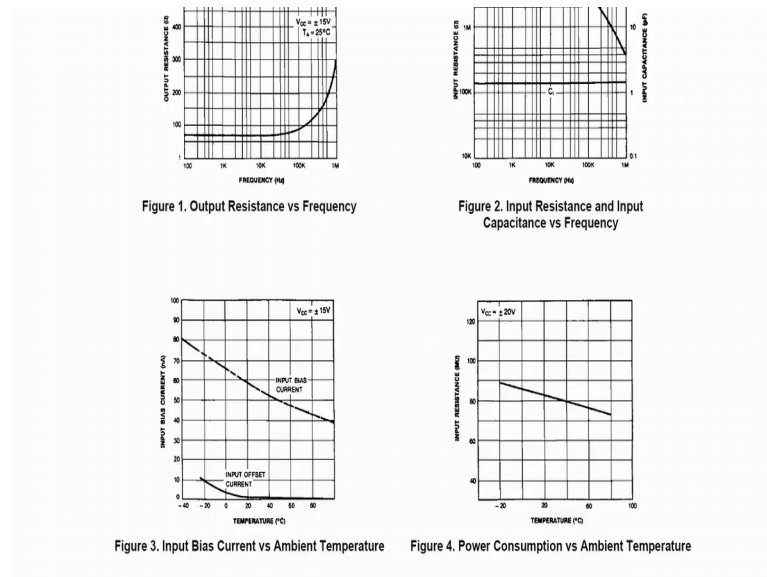 OUTPUT RESISTANCE (Ω)
400
300
200
100
1
VCC = ± 15V
TA = 25°C
100 1K 10K 100K 1M
FREQUENCY (Hz)
Figure 1. Output Resistance vs Frequency
INPUT RESISTANCE (Ω)
1M
100K
10K
C1
10
1
0.1
INPUT CAPACITANCE (pF)
100 1K 10K 100K 1M
FREQUENCY (Hz)
Figure 2. Input Resistance and Input
Capacitance vs Frequency
INPUT BIAS CURRENT (nA)
100
90
80
70
60
50
40
30
20
10
0
VCC = ± 15V
INPUT BIAS
CURRENT
INPUT OFFSET
CURRENT
-40 -20 0 20 40 60 80
TEMPERATURE (°C)
Figure 3. Input Bias Current vs Ambient Temperature
INPUT RESISTANCE (MΩ)
120
100
80
60
40
VCC = ± 20V
-20 20 60 100
TEMPERATURE (°C)
Figure 4. Power Consumption vs Ambient Temperature